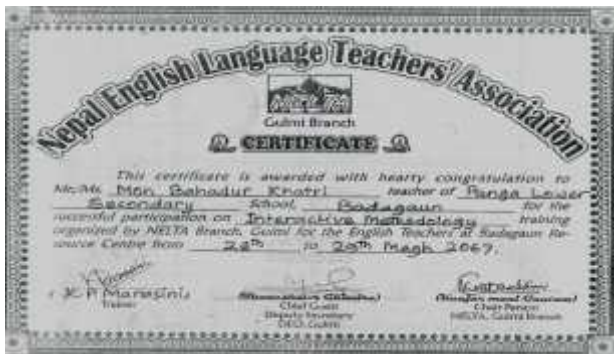 Nepal English Language Teachers' Association
Gulmi Branch
CERTIFICATE
This certificate is awarded with hearty congratulation to
Mr./Ms. Man Bahadur Khatri teacher of Panga Lower
Secondary School, Badagaun for the
successful participation on Interactive Methodology training
organized by NELTA Branch, Gulmi for the English Teachers at Badagaun Re-
source Centre from 28th to 29th Magh 2067.
Trainer
Chief Guest
Deputy Secretary
DEO, Gulmi
Chair Person
NELTA, Gulmi Branch